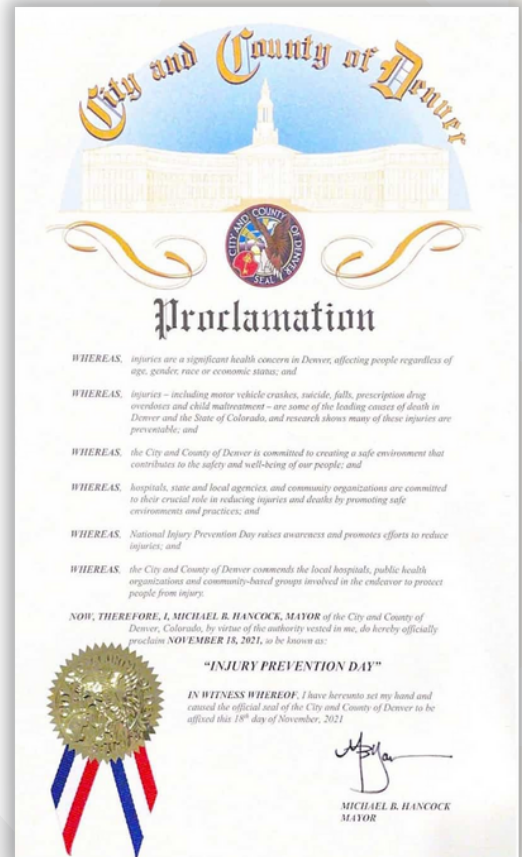 City and County of Denver
CITY AND COUNTY OF DENVER
SEAL
Proclamation
WHEREAS, injuries are a significant health concern in Denver, affecting people regardless of
age, gender, race or economic status; and
WHEREAS, injuries – including motor vehicle crashes, suicide, falls, prescription drug
overdoses and child maltreatment – are some of the leading causes of death in
Denver and the State of Colorado, and research shows many of these injuries are
preventable; and
WHEREAS, the City and County of Denver is committed to creating a safe environment that
contributes to the safety and well-being of our people; and
WHEREAS, hospitals, state and local agencies, and community organizations are committed
to their crucial role in reducing injuries and deaths by promoting safe
environments and practices; and
WHEREAS, National Injury Prevention Day raises awareness and promotes efforts to reduce
injuries; and
WHEREAS, the City and County of Denver commends the local hospitals, public health
organizations and community-based groups involved in the endeavor to protect
people from injury.
NOW, THEREFORE, I, MICHAEL B. HANCOCK, MAYOR of the City and County of
Denver, Colorado, by virtue of the authority vested in me, do hereby officially
proclaim NOVEMBER 18, 2021, to be known as:
“INJURY PREVENTION DAY”
IN WITNESS WHEREOF, I have hereunto set my hand and
caused the official seal of the City and County of Denver to be
affixed this 18th day of November, 2021
MICHAEL B. HANCOCK
MAYOR